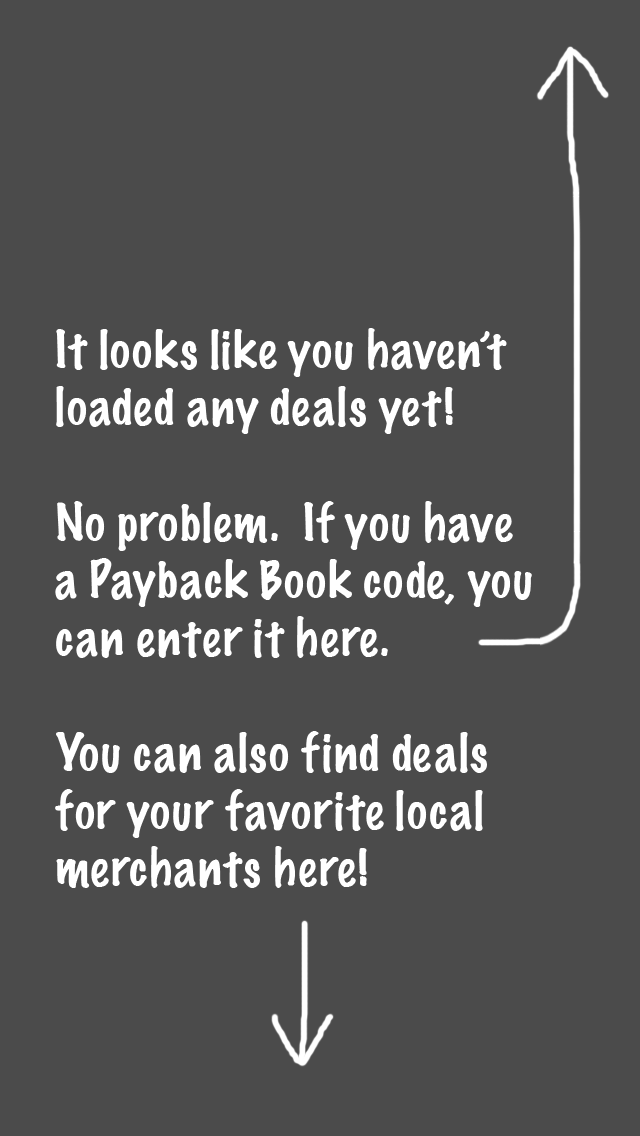 It looks like you haven’t
loaded any deals yet!
No problem.  If you have
a Payback Book code, you
can enter it here.
You can also find deals
for your favorite local
merchants here!